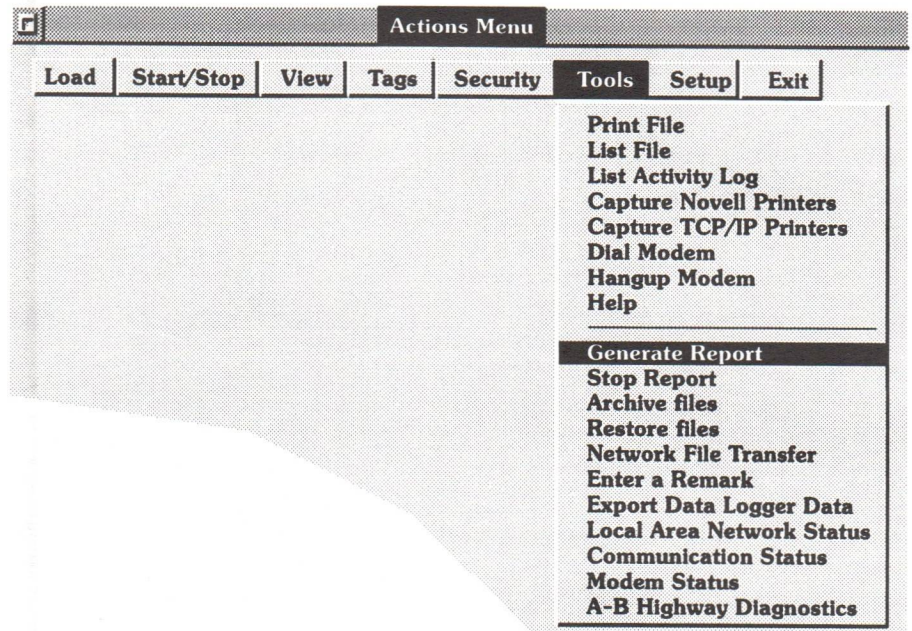 Actions Menu
Load Start/Stop View Tags Security Tools Setup Exit
Print File
List File
List Activity Log
Capture Novell Printers
Capture TCP/IP Printers
Dial Modem
Hangup Modem
Help
Generate Report
Stop Report
Archive files
Restore files
Network File Transfer
Enter a Remark
Export Data Logger Data
Local Area Network Status
Communication Status
Modem Status
A-B Highway Diagnostics